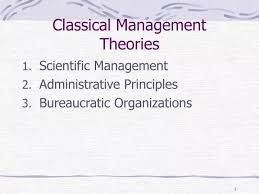 Classical Management
Theories
1. Scientific Management
2. Administrative Principles
3. Bureaucratic Organizations
1